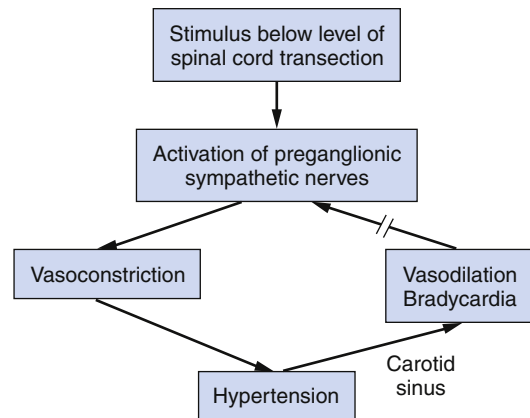 Stimulus below level of
spinal cord transection
Activation of preganglionic
sympathetic nerves
Vasoconstriction
Vasodilation
Bradycardia
Carotid
sinus
Hypertension